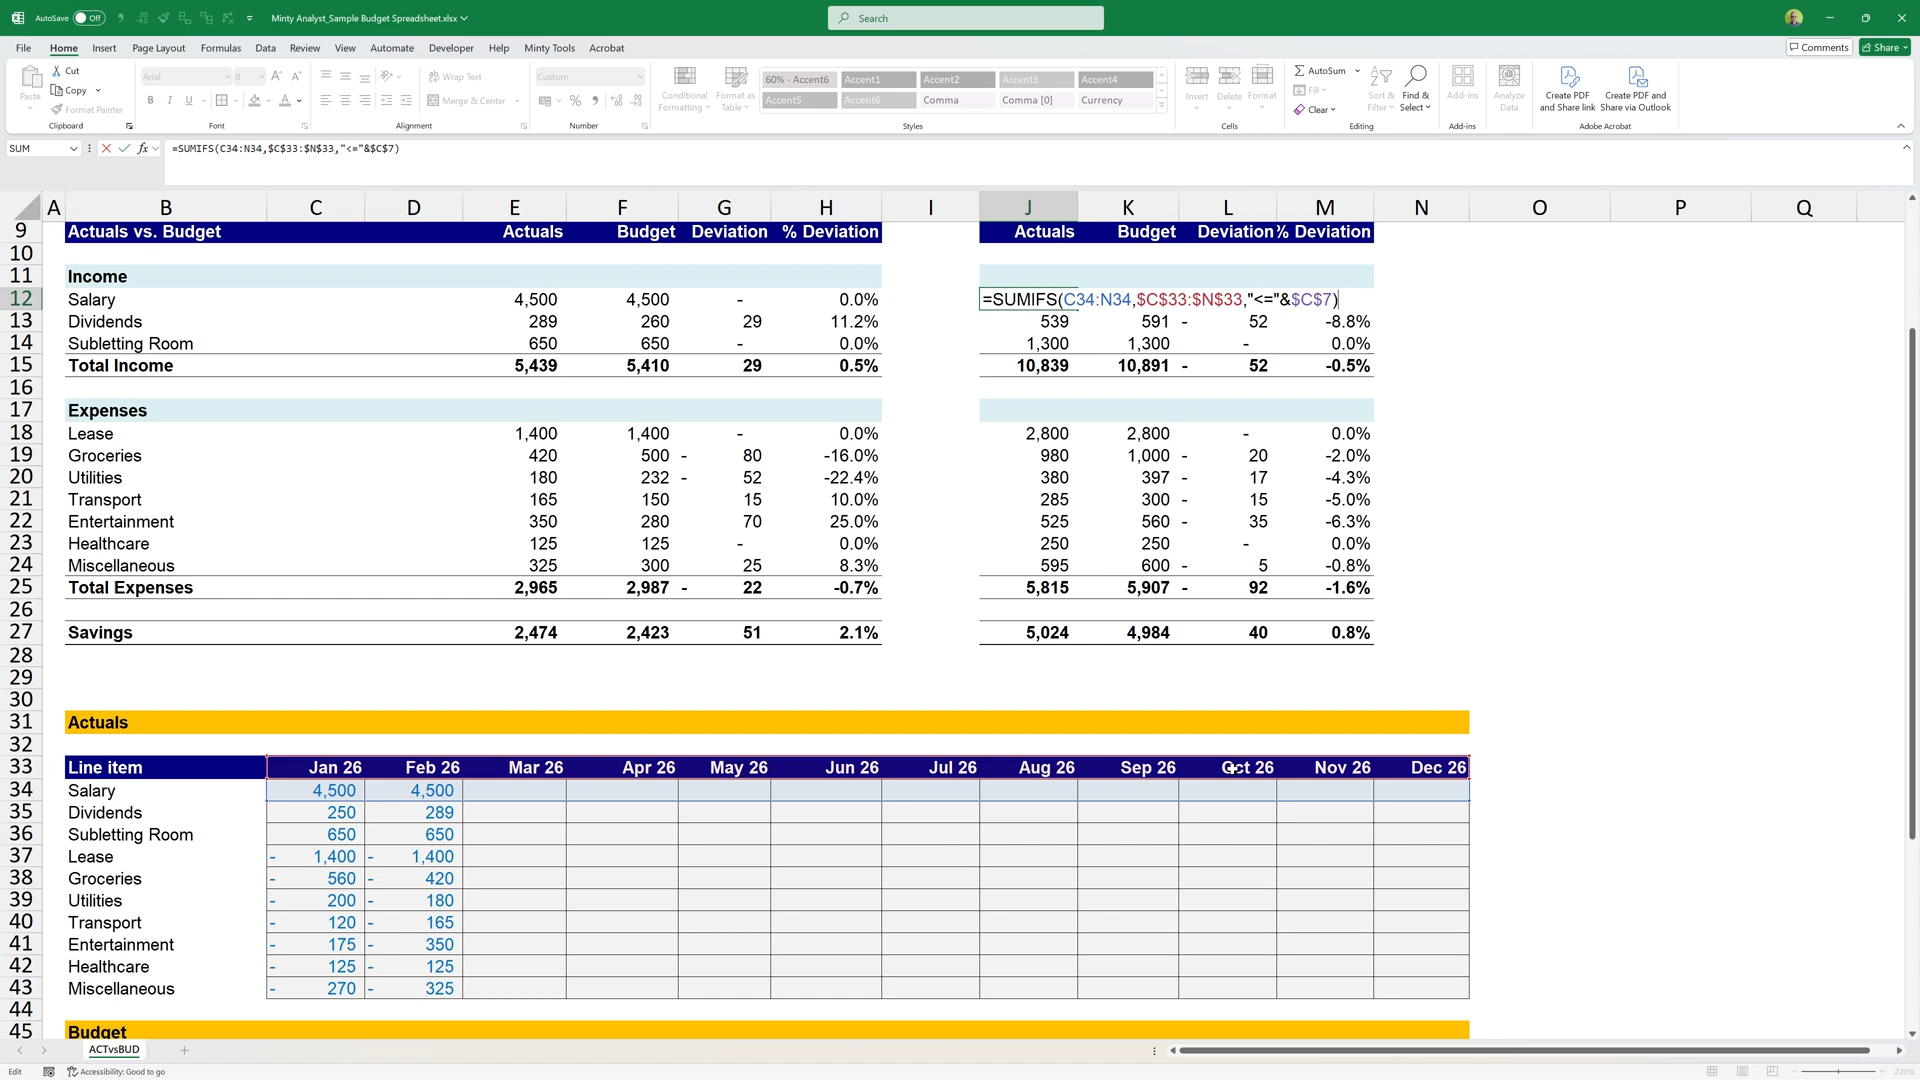 AutoSave Off Minty Analyst_Sample Budget Spreadsheet.xlsx Search
File Home Insert Page Layout Formulas Data Review View Automate Developer Help Minty Tools Acrobat Comments Share
Paste Cut Copy Format Painter Clipboard
Arial 8 A A B I U A Font
Wrap Text Merge & Center Alignment
Custom % Number
Conditional Formatting Format as Table
60% - Accent6 Accent1 Accent2 Accent3 Accent4
Accent5 Accent6 Comma Comma [0] Currency
Styles
Insert Delete Format Cells
AutoSum Fill Clear Sort & Filter Find & Select Editing
Add-ins Add-ins
Analyze Data
Create PDF and Share link Create PDF and Share via Outlook Adobe Acrobat
SUM fx =SUMIFS(C34:N34,$C$33:$N$33,"<="&$C$7)
A B C D E F G H I J K L M N O P Q
9 Actuals vs. Budget Actuals Budget Deviation % Deviation Actuals Budget Deviation % Deviation
10
11 Income
12 Salary 4,500 4,500 - 0.0% =SUMIFS(C34:N34,$C$33:$N$33,"<="&$C$7)
13 Dividends 289 260 29 11.2% 539 591 - 52 -8.8%
14 Subletting Room 650 650 - 0.0% 1,300 1,300 - 0.0%
15 Total Income 5,439 5,410 29 0.5% 10,839 10,891 - 52 -0.5%
16
17 Expenses
18 Lease 1,400 1,400 - 0.0% 2,800 2,800 - 0.0%
19 Groceries 420 500 - 80 -16.0% 980 1,000 - 20 -2.0%
20 Utilities 180 232 - 52 -22.4% 380 397 - 17 -4.3%
21 Transport 165 150 15 10.0% 285 300 - 15 -5.0%
22 Entertainment 350 280 70 25.0% 525 560 - 35 -6.3%
23 Healthcare 125 125 - 0.0% 250 250 - 0.0%
24 Miscellaneous 325 300 25 8.3% 595 600 - 5 -0.8%
25 Total Expenses 2,965 2,987 - 22 -0.7% 5,815 5,907 - 92 -1.6%
26
27 Savings 2,474 2,423 51 2.1% 5,024 4,984 40 0.8%
28
29
30
31 Actuals
32
33 Line item Jan 26 Feb 26 Mar 26 Apr 26 May 26 Jun 26 Jul 26 Aug 26 Sep 26 Oct 26 Nov 26 Dec 26
34 Salary 4,500 4,500
35 Dividends 250 289
36 Subletting Room 650 650
37 Lease - 1,400 - 1,400
38 Groceries - 560 - 420
39 Utilities - 200 - 180
40 Transport - 120 - 165
41 Entertainment - 175 - 350
42 Healthcare - 125 - 125
43 Miscellaneous - 270 - 325
44
45 Budget
ACTvsBUD
Edit Accessibility: Good to go 220%